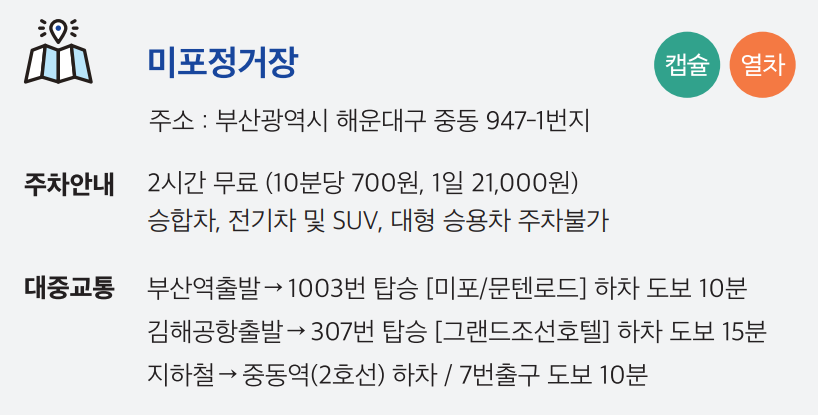 미포정거장
캡슐 열차
주소 : 부산광역시 해운대구 중동 947-1번지
주차안내
2시간 무료 (10분당 700원, 1일 21,000원)
승합차, 전기차 및 SUV, 대형 승용차 주차불가
대중교통
부산역출발→1003번 탑승 [미포/문텐로드] 하차 도보 10분
김해공항출발→307번 탑승 [그랜드조선호텔] 하차 도보 15분
지하철→중동역(2호선) 하차 / 7번출구 도보 10분